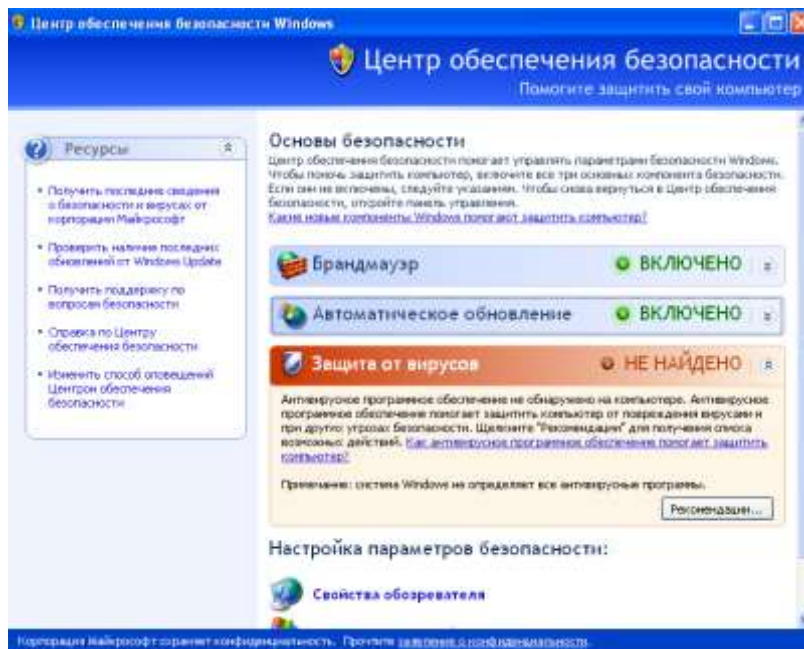 Центр обеспечения безопасности Windows
Центр обеспечения безопасности
Помогите защитить свой компьютер
Ресурсы
• Получить последние сведения
о безопасности и вирусах от
корпорации Майкрософт
• Проверить наличие последних
обновлений от Windows Update
• Получить поддержку по
вопросам безопасности
• Справка по Центру
обеспечения безопасности
• Изменить способ оповещений
Центром обеспечения
безопасности
Основы безопасности
Центр обеспечения безопасности помогает управлять параметрами безопасности Windows.
Чтобы помочь защитить компьютер, включите все три основных компонента безопасности.
Если они не включены, следуйте указаниям. Чтобы снова вернуться в Центр обеспечения
безопасности, откройте панель управления.
Какие новые компоненты Windows помогают защитить компьютер?
Брандмауэр ВКЛЮЧЕНО
Автоматическое обновление ВКЛЮЧЕНО
Защита от вирусов НЕ НАЙДЕНО
Антивирусное программное обеспечение не обнаружено на компьютере. Антивирусное
программное обеспечение помогает защитить компьютер от повреждения вирусами и
при других угрозах безопасности. Щелкните "Рекомендации" для получения списка
возможных действий. Как антивирусное программное обеспечение помогает защитить
компьютер?
Примечание: система Windows не определяет все антивирусные программы.
Рекомендации...
Настройка параметров безопасности:
Свойства обозревателя
Корпорация Майкрософт охраняет конфиденциальность. Прочтите заявление о конфиденциальности.